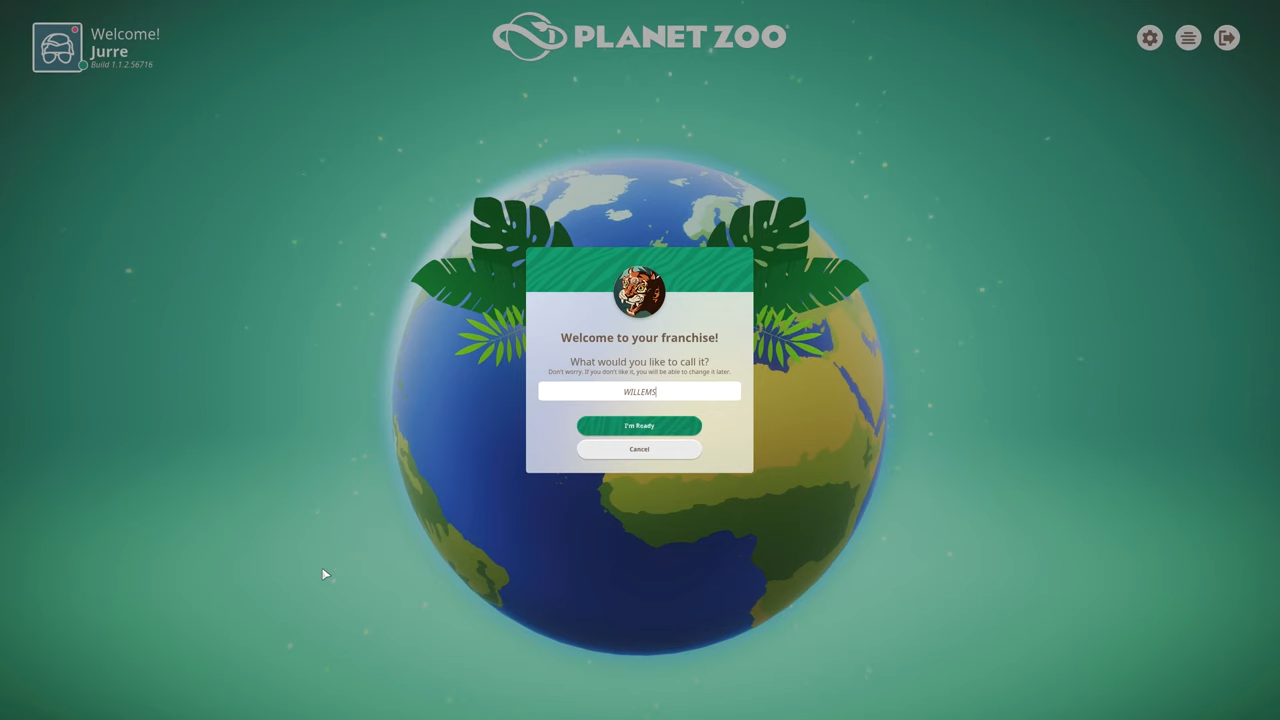 Welcome!
Jurre
Build 1.1.2.56716
PLANET ZOO
Welcome to your franchise!
What would you like to call it?
Don't worry. If you don't like it, you will be able to change it later.
WILLEMS
I'm Ready
Cancel